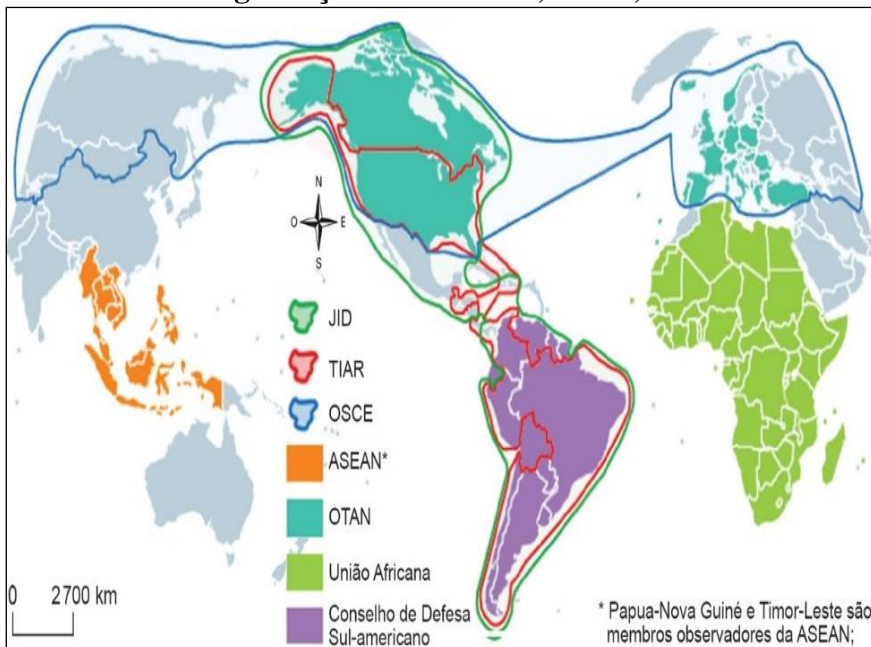 N
O
E
S
JID
TIAR
OSCE
ASEAN*
OTAN
União Africana
Conselho de Defesa
Sul-americano
0 2700 km
* Papua-Nova Guiné e Timor-Leste são
membros observadores da ASEAN;